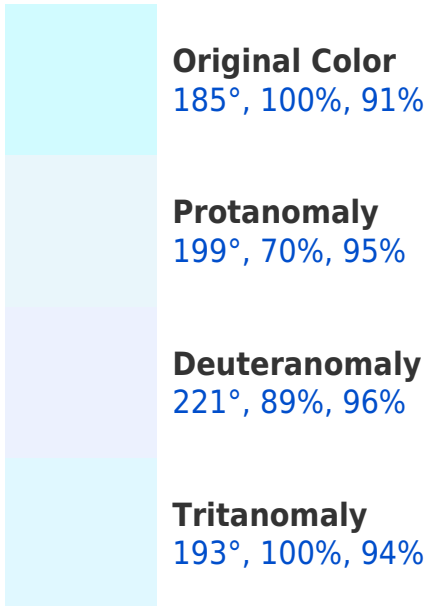 Original Color
185°, 100%, 91%
Protanomaly
199°, 70%, 95%
Deuteranomaly
221°, 89%, 96%
Tritanomaly
193°, 100%, 94%